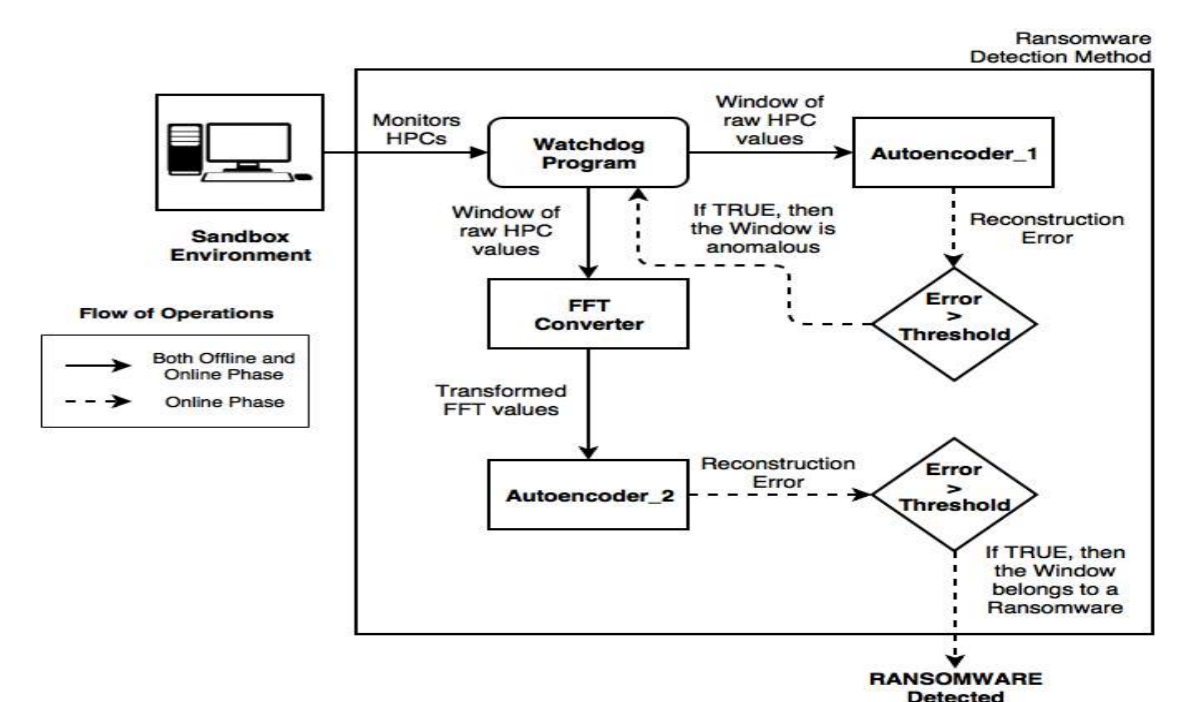 Ransomware
Detection Method
Monitors
HPCs
Watchdog
Program
Window of
raw HPC
values
Autoencoder_1
Sandbox
Environment
Window of
raw HPC
values
If TRUE, then
the Window is
anomalous
Reconstruction
Error
Error
>
Threshold
FFT
Converter
Flow of Operations
Both Offline and
Online Phase
Online Phase
Transformed
FFT values
Autoencoder_2
Reconstruction
Error
Error
>
Threshold
If TRUE, then
the Window
belongs to a
Ransomware
RANSOMWARE
Detected